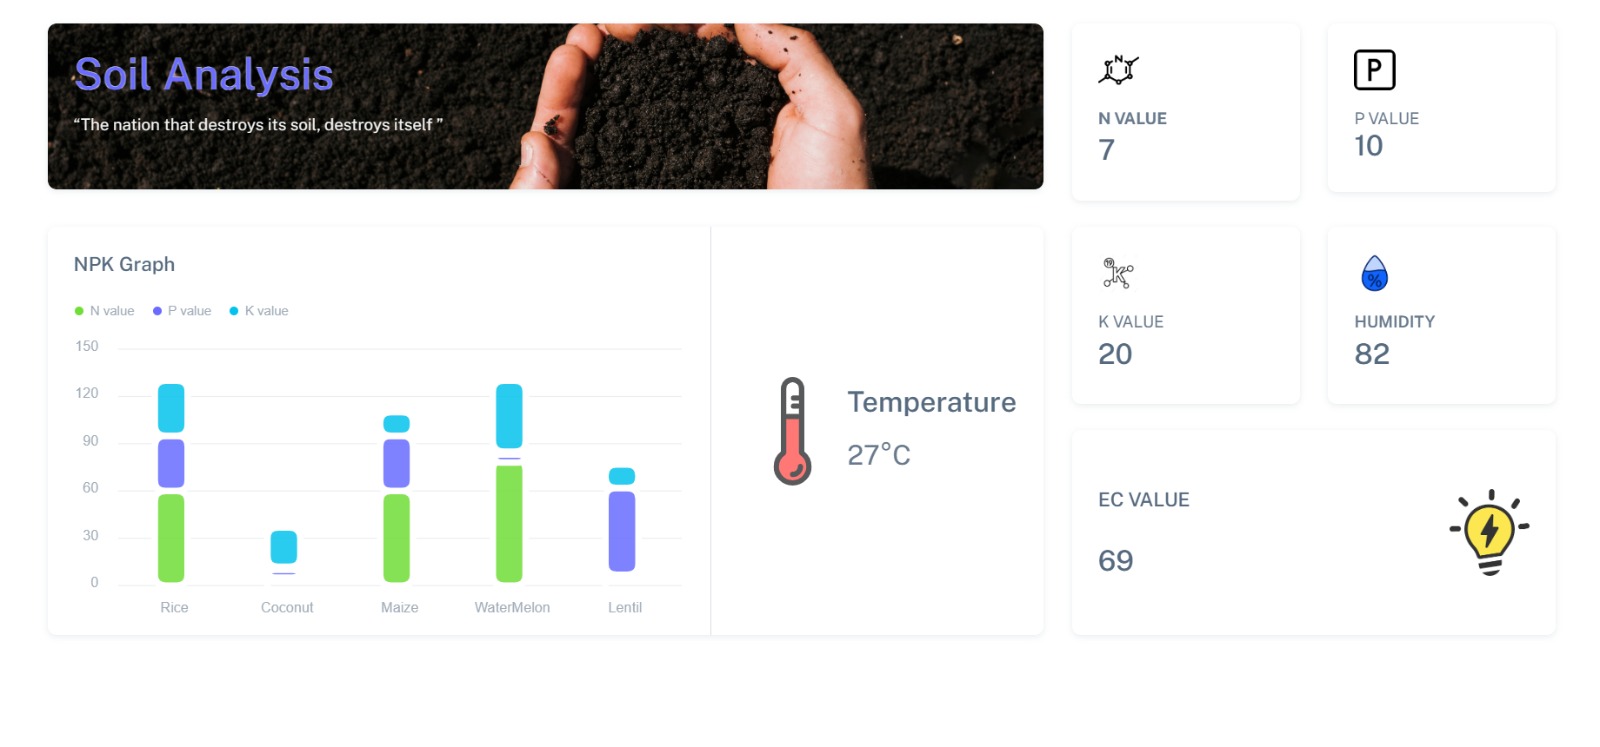 Soil Analysis
“The nation that destroys its soil, destroys itself ”
N
N VALUE
7
P
P VALUE
10
NPK Graph
N value P value K value
150
120
90
60
30
0
Rice Coconut Maize WaterMelon Lentil
Temperature
27°C
19
K
K VALUE
20
%
HUMIDITY
82
EC VALUE
69